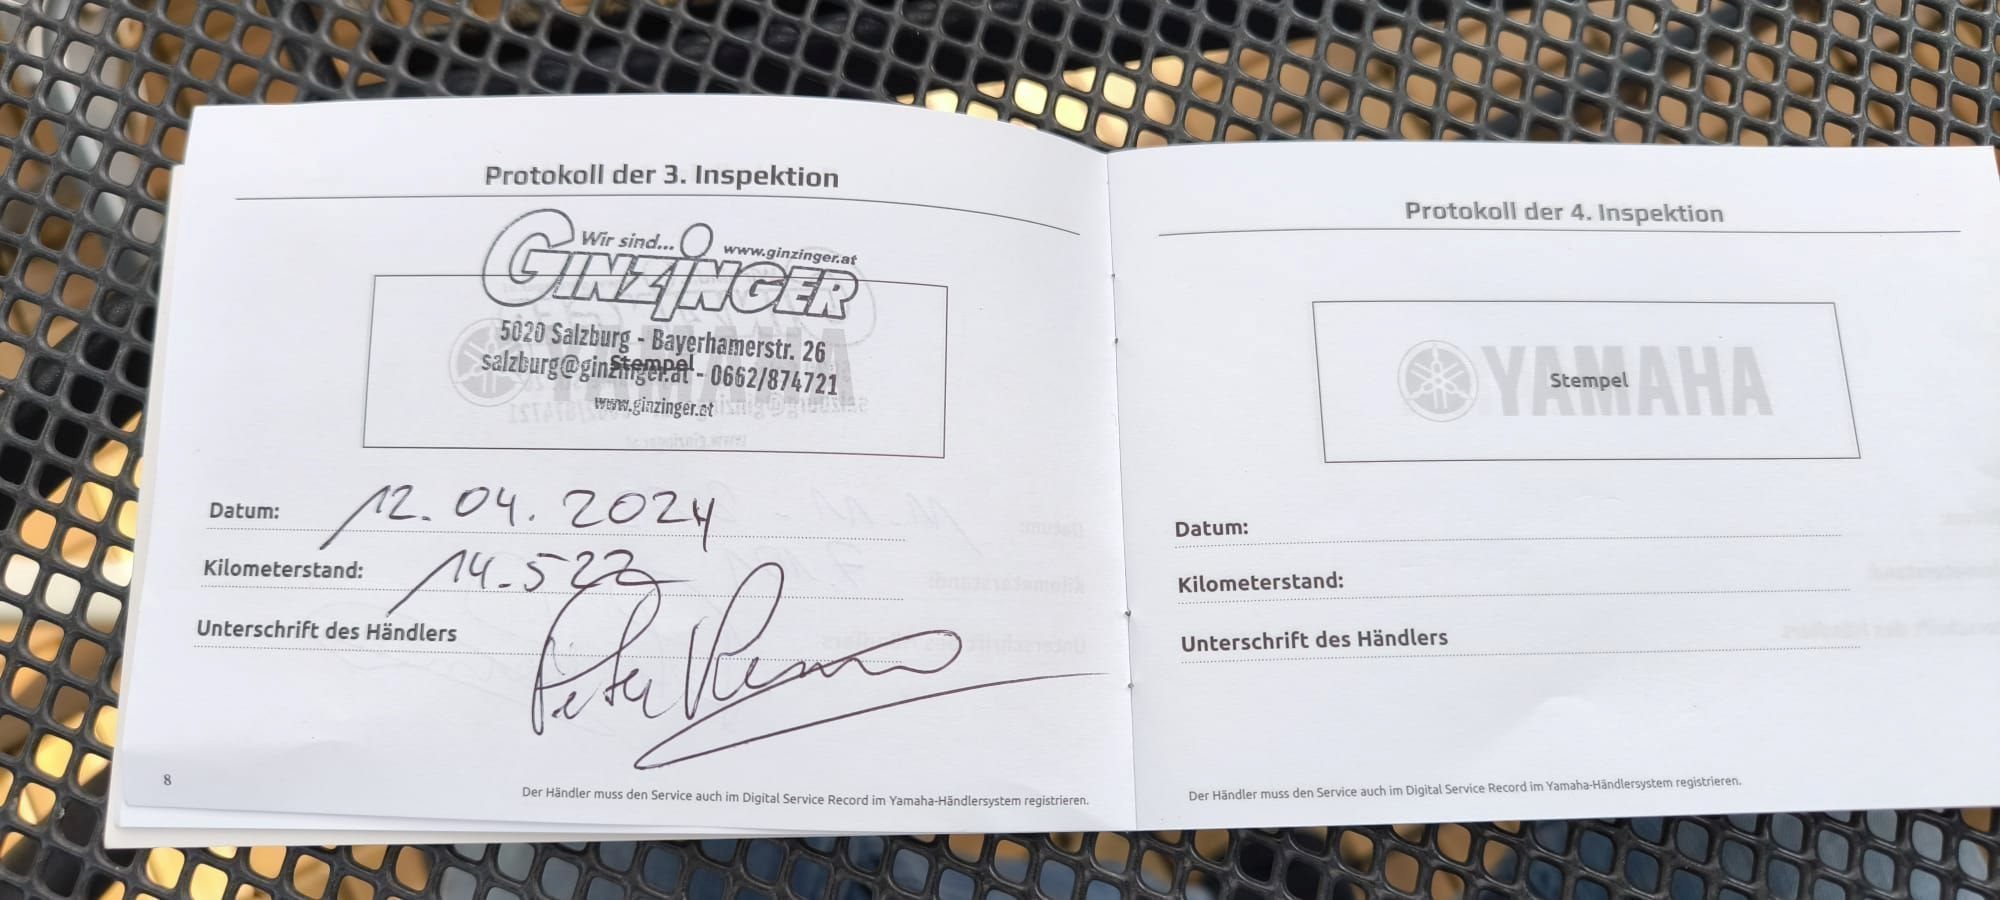 Protokoll der 3. Inspektion
Wir sind... www.ginzinger.at
GINZINGER
YAMAHA
5020 Salzburg - Bayerhamerstr. 26
Stempel
salzburg@ginzinger.at - 0662/874721
www.ginzinger.at
Datum: 12.04.2024
Kilometerstand: 14.522
Unterschrift des Händlers
Peter
8
Der Händler muss den Service auch im Digital Service Record im Yamaha-Händlersystem registrieren.
Protokoll der 4. Inspektion
YAMAHA
Stempel
Datum:
Kilometerstand:
Unterschrift des Händlers
Der Händler muss den Service auch im Digital Service Record im Yamaha-Händlersystem registrieren.